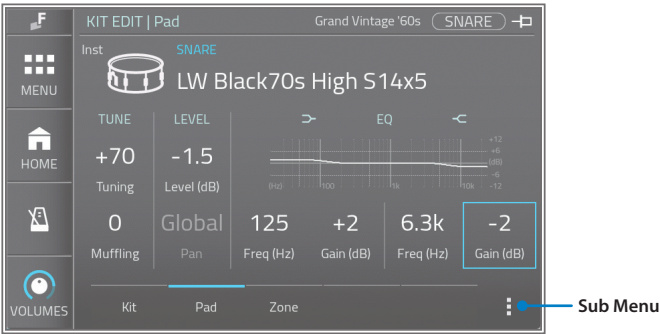 F
KIT EDIT | Pad Grand Vintage '60s SNARE
Inst SNARE
LW Black70s High S14x5
MENU
TUNE LEVEL EQ
+12
+6
(dB)
-6
-12
(Hz) 100 1k 10k
+70 -1.5
Tuning Level (dB)
HOME
0 Global 125 +2 6.3k -2
Muffling Pan Freq (Hz) Gain (dB) Freq (Hz) Gain (dB)
VOLUMES
Kit Pad Zone
Sub Menu